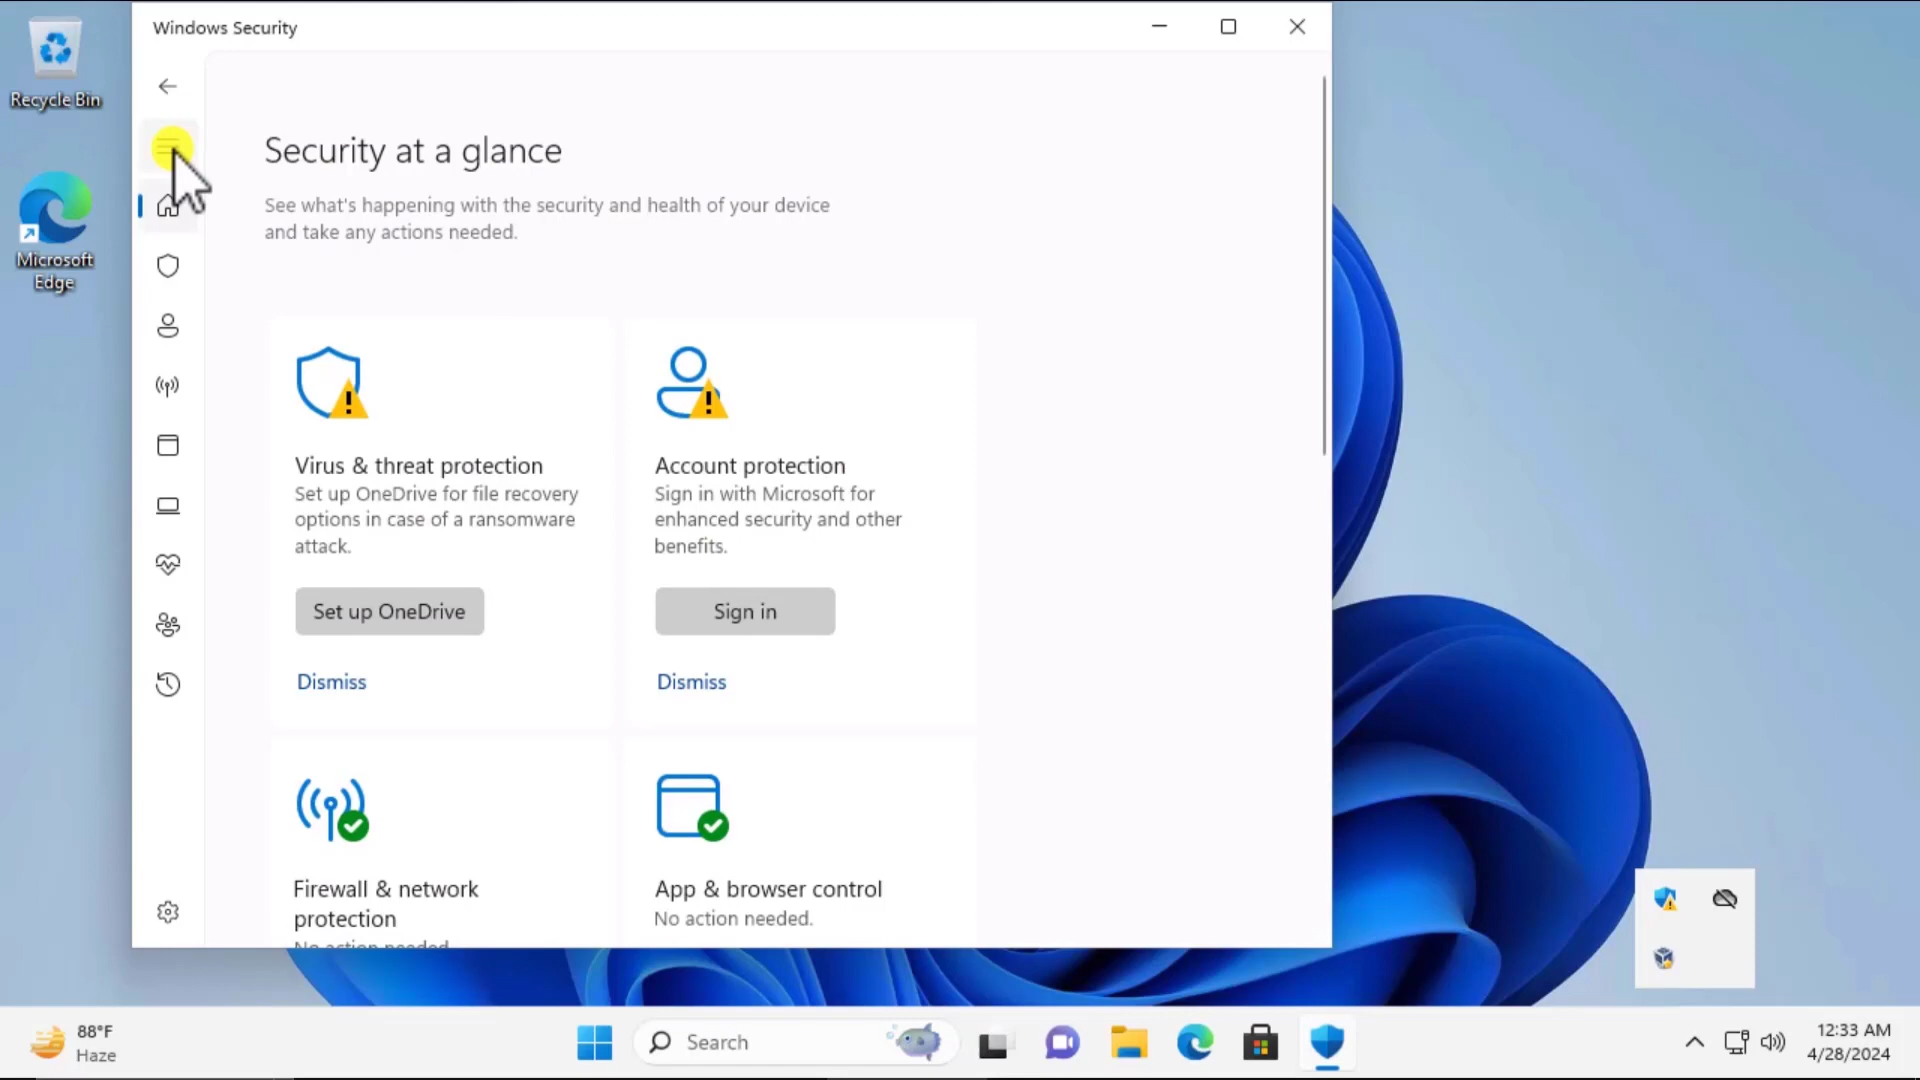 Windows Security
Recycle Bin
Microsoft
Edge
Security at a glance
See what's happening with the security and health of your device
and take any actions needed.
Virus & threat protection
Set up OneDrive for file recovery
options in case of a ransomware
attack.
Set up OneDrive
Dismiss
Account protection
Sign in with Microsoft for
enhanced security and other
benefits.
Sign in
Dismiss
Firewall & network
protection
No action needed.
App & browser control
No action needed.
88°F
Haze
Search
12:33 AM
4/28/2024